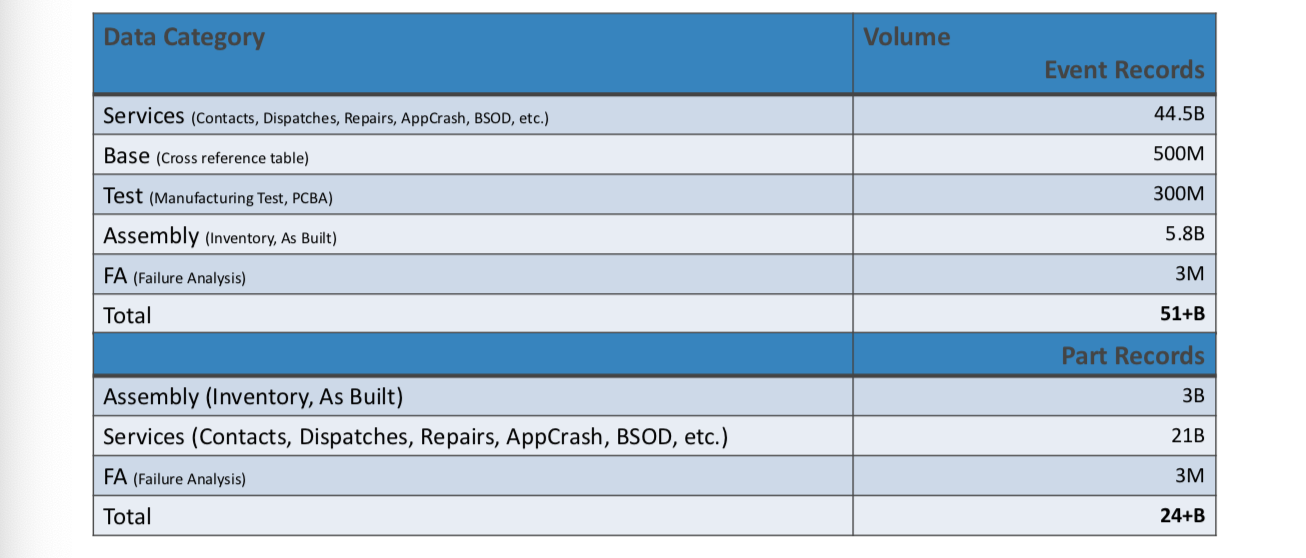 Data Category Volume
Event Records
Services (Contacts, Dispatches, Repairs, AppCrash, BSOD, etc.) 44.5B
Base (Cross reference table) 500M
Test (Manufacturing Test, PCBA) 300M
Assembly (Inventory, As Built) 5.8B
FA (Failure Analysis) 3M
Total 51+B
Part Records
Assembly (Inventory, As Built) 3B
Services (Contacts, Dispatches, Repairs, AppCrash, BSOD, etc.) 21B
FA (Failure Analysis) 3M
Total 24+B